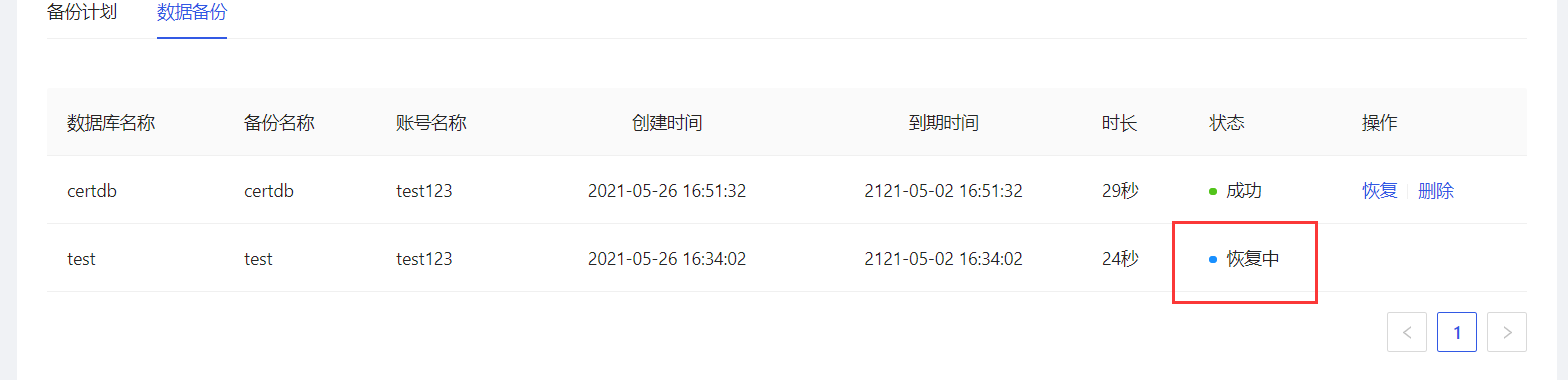 备份计划 数据备份
数据库名称 备份名称 账号名称 创建时间 到期时间 时长 状态 操作
certdb certdb test123 2021-05-26 16:51:32 2121-05-02 16:51:32 29秒 成功 恢复 删除
test test test123 2021-05-26 16:34:02 2121-05-02 16:34:02 24秒 恢复中
1